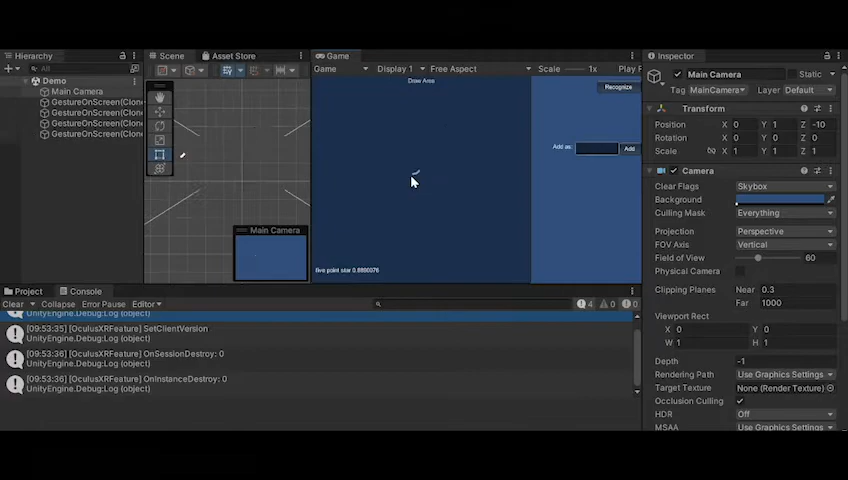 Hierarchy
All
Demo
Main Camera
GestureOnScreen(Clone
GestureOnScreen(Clone
GestureOnScreen(Clone
GestureOnScreen(Clone
Scene
Asset Store
Main Camera
Game
Game Display 1 Free Aspect Scale 1x Play F
Draw Area
Recognize
Add as:
Add
five point star 0.8880376
Inspector
Main Camera
Static
Tag MainCamera Layer Default
Transform
Position X 0 Y 1 Z -10
Rotation X 0 Y 0 Z 0
Scale X 1 Y 1 Z 1
Camera
Clear Flags Skybox
Background
Culling Mask Everything
Projection Perspective
FOV Axis Vertical
Field of View 60
Physical Camera
Clipping Planes Near 0.3
Far 1000
Viewport Rect
X 0 Y 0
W 1 H 1
Depth -1
Rendering Path Use Graphics Settings
Target Texture None (Render Texture)
Occlusion Culling
HDR Off
MSAA Use Graphics Settings
Project
Console
Clear Collapse Error Pause Editor
4 0 0
UnityEngine.Debug:Log (object)
[09:53:35] [OculusXRFeature] SetClientVersion
UnityEngine.Debug:Log (object)
[09:53:36] [OculusXRFeature] OnSessionDestroy: 0
UnityEngine.Debug:Log (object)
[09:53:36] [OculusXRFeature] OnInstanceDestroy: 0
UnityEngine.Debug:Log (object)